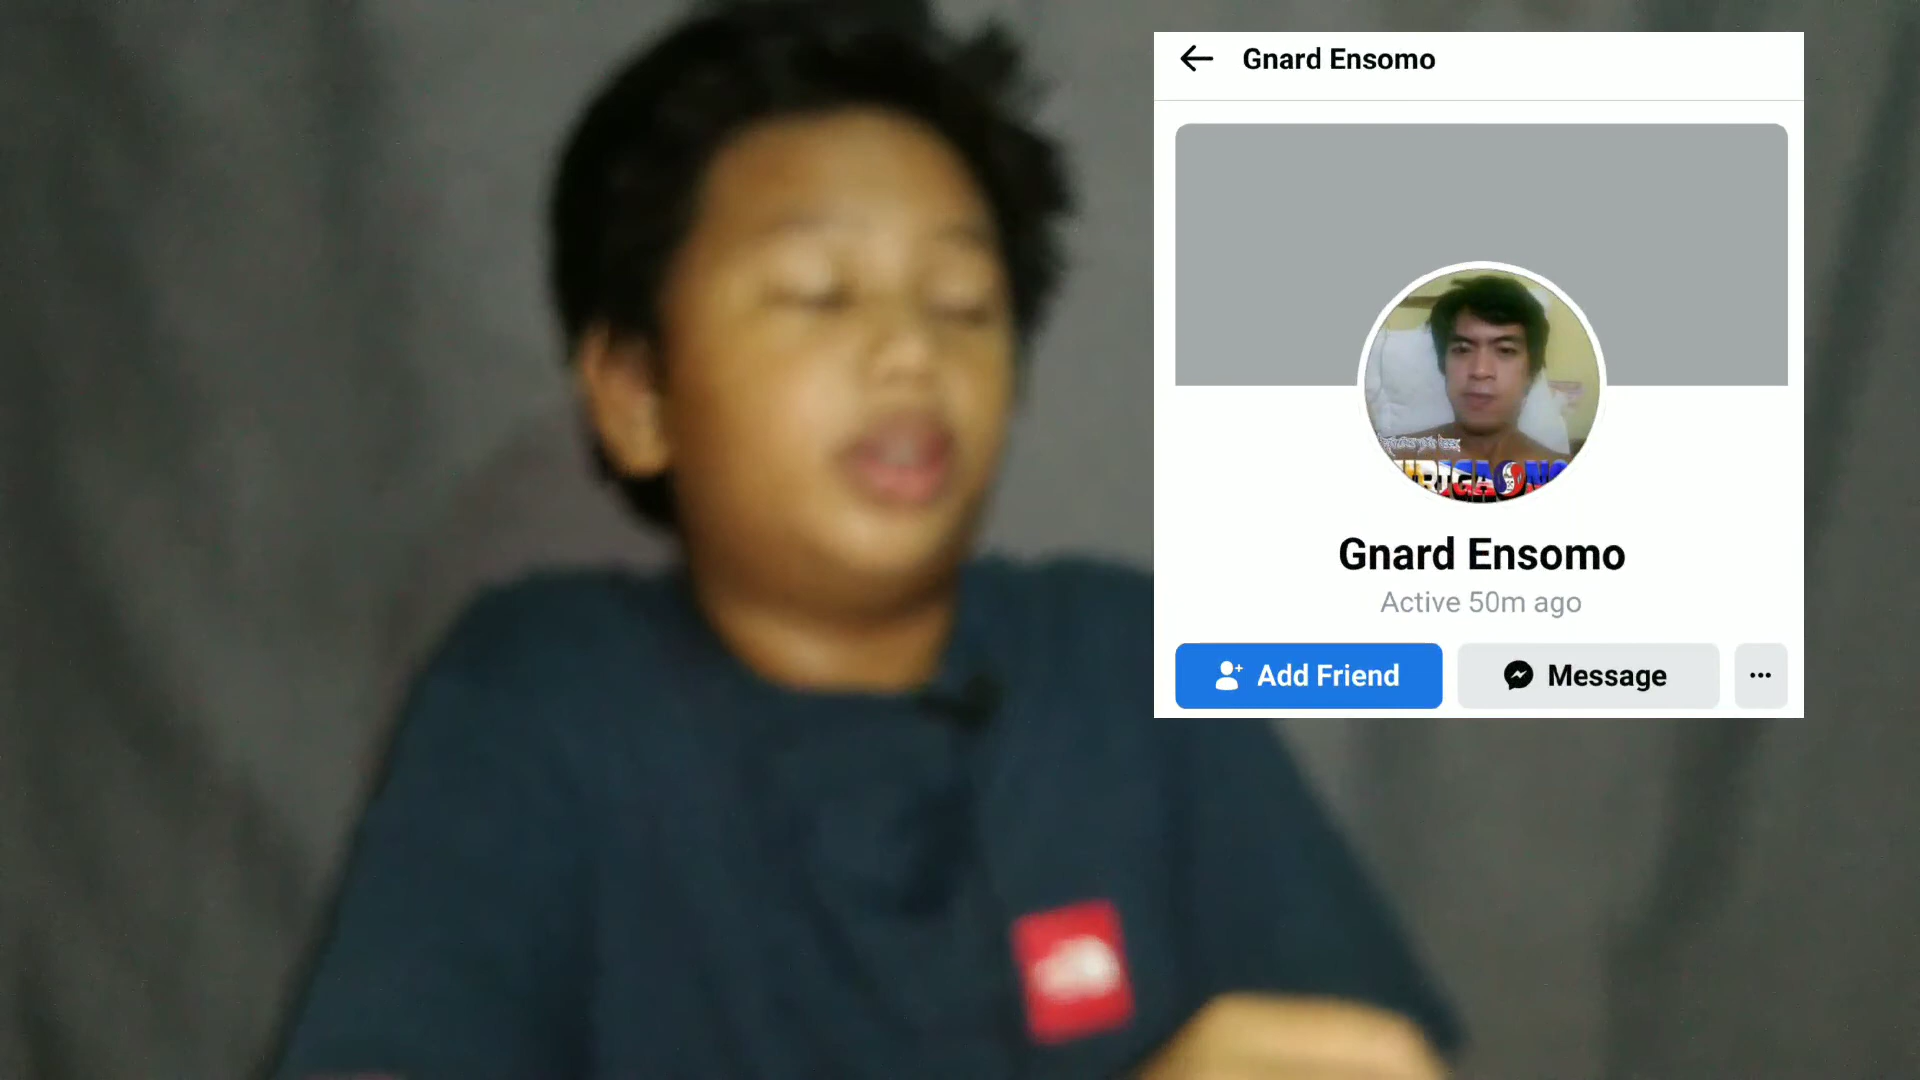 Gnard Ensomo
Gnard Ensomo
Active 50m ago
Add Friend
Message